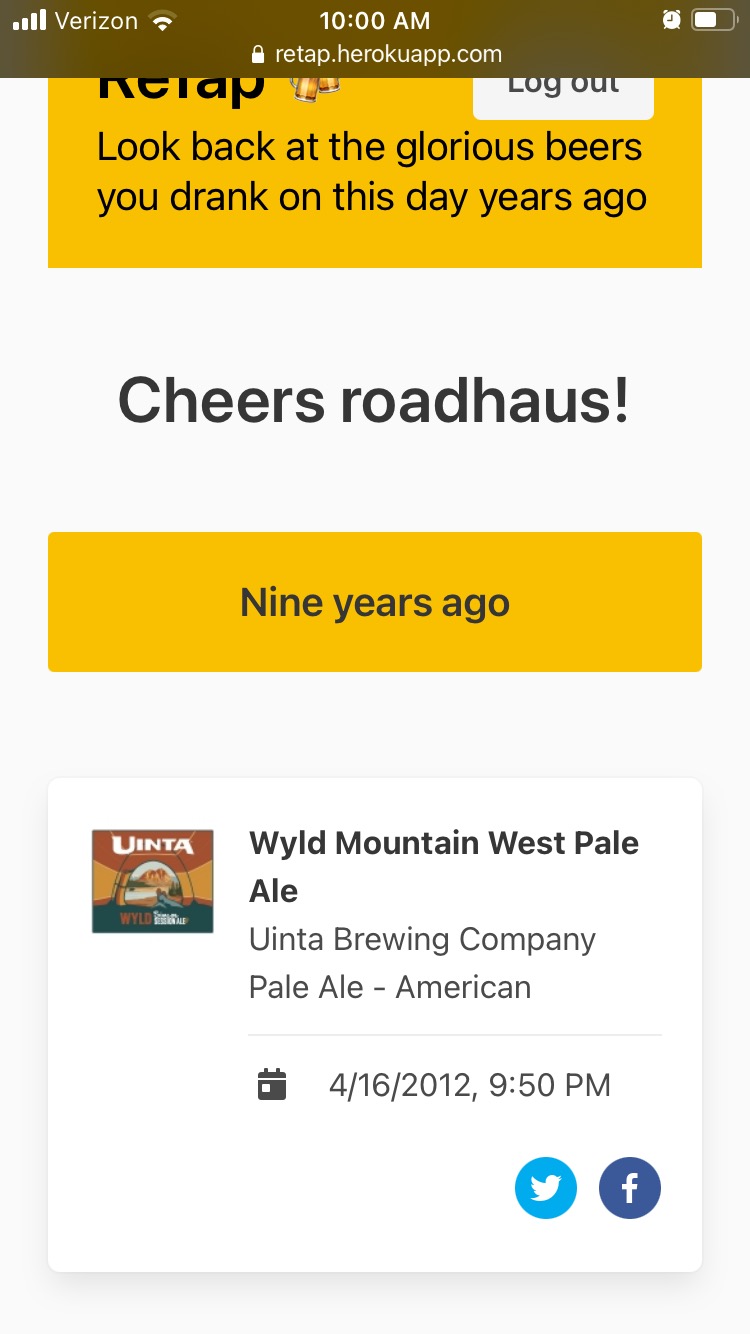 Verizon
10:00 AM
retap.herokuapp.com
ReTap
Log out
Look back at the glorious beers
you drank on this day years ago
Cheers roadhaus!
Nine years ago
UINTA
WYLD
SESSION ALE
Wyld Mountain West Pale
Ale
Uinta Brewing Company
Pale Ale - American
4/16/2012, 9:50 PM